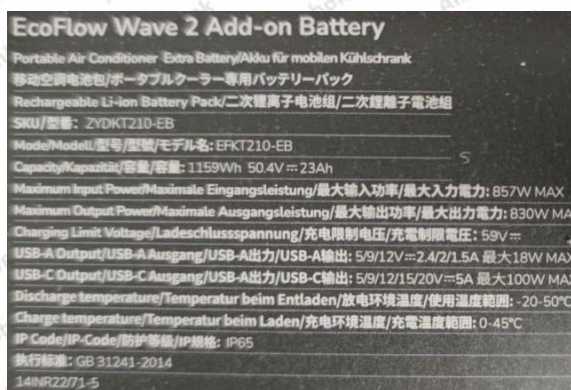 EcoFlow Wave 2 Add-on Battery
Portable Air Conditioner Extra Battery/Akku für mobilen Kühlschrank
移动空调电池包/ポータブルクーラー専用バッテリーパック
Rechargeable Li-ion Battery Pack/二次锂离子电池组/二次鋰離子電池組
SKU/型番: ZYDKT210-EB
Mode/Modell/型号/型號/モデル名: EFKT210-EB
Capacity/Kapazität/容量/容量: 1159Wh 50.4V⎓23Ah
Maximum Input Power/Maximale Eingangsleistung/最大输入功率/最大入力電力: 857W MAX
Maximum Output Power/Maximale Ausgangsleistung/最大输出功率/最大出力電力: 830W MA
Charging Limit Voltage/Ladeschlussspannung/充电限制电压/充電制限電圧: 59V⎓
USB-A Output/USB-A Ausgang/USB-A出力/USB-A输出: 5/9/12V⎓2.4/2/1.5A 最大18W MAX
USB-C Output/USB-C Ausgang/USB-A出力/USB-C输出: 5/9/12/15/20V⎓5A 最大100W MAX
Discharge temperature/Temperatur beim Entladen/放电环境温度/使用温度範囲: -20-50°C
Charge temperature/Temperatur beim Laden/充电环境温度/充電温度範囲: 0-45°C
IP Code/IP-Code/防护等级/IP規格: IP65
执行标准: GB 31241-2014
14INR22/71-5